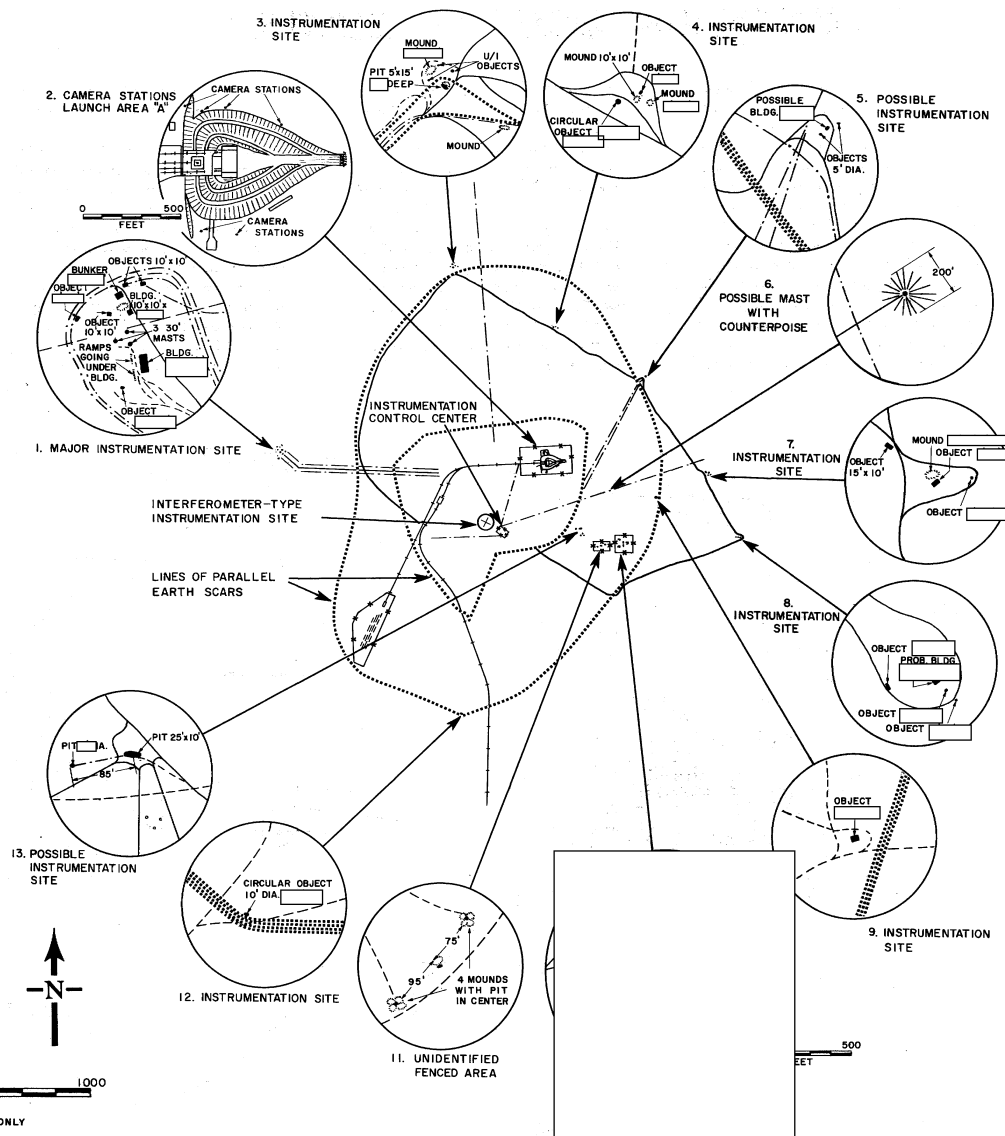 3. INSTRUMENTATION
SITE
MOUND
U/I
OBJECTS
PIT 5'x15'
DEEP
MOUND
4. INSTRUMENTATION
SITE
MOUND 10'x10'
OBJECT
MOUND
CIRCULAR
OBJECT
2. CAMERA STATIONS
LAUNCH AREA "A"
CAMERA STATIONS
CAMERA
STATIONS
0 500
FEET
5. POSSIBLE
INSTRUMENTATION
SITE
POSSIBLE
BLDG.
OBJECTS
5' DIA.
OBJECTS 10'x10'
BUNKER
OBJECT
BLDG.
10'x10'x
OBJECT
10'x10'
3 30'
MASTS
RAMPS
GOING
UNDER
BLDG.
BLDG.
OBJECT
1. MAJOR INSTRUMENTATION SITE
6.
POSSIBLE MAST
WITH
COUNTERPOISE
200'
INSTRUMENTATION
CONTROL CENTER
7.
INSTRUMENTATION
SITE
OBJECT
15'x10'
MOUND
OBJECT
OBJECT
INTERFEROMETER-TYPE
INSTRUMENTATION SITE
LINES OF PARALLEL
EARTH SCARS
8.
INSTRUMENTATION
SITE
OBJECT
PROB. BLDG
OBJECT
OBJECT
PIT A.
PIT 25'x10'
85'
13. POSSIBLE
INSTRUMENTATION
SITE
OBJECT
9. INSTRUMENTATION
SITE
CIRCULAR OBJECT
10' DIA.
12. INSTRUMENTATION SITE
75'
95'
4 MOUNDS
WITH PIT
IN CENTER
11. UNIDENTIFIED
FENCED AREA
N
500
EET
1000
ONLY